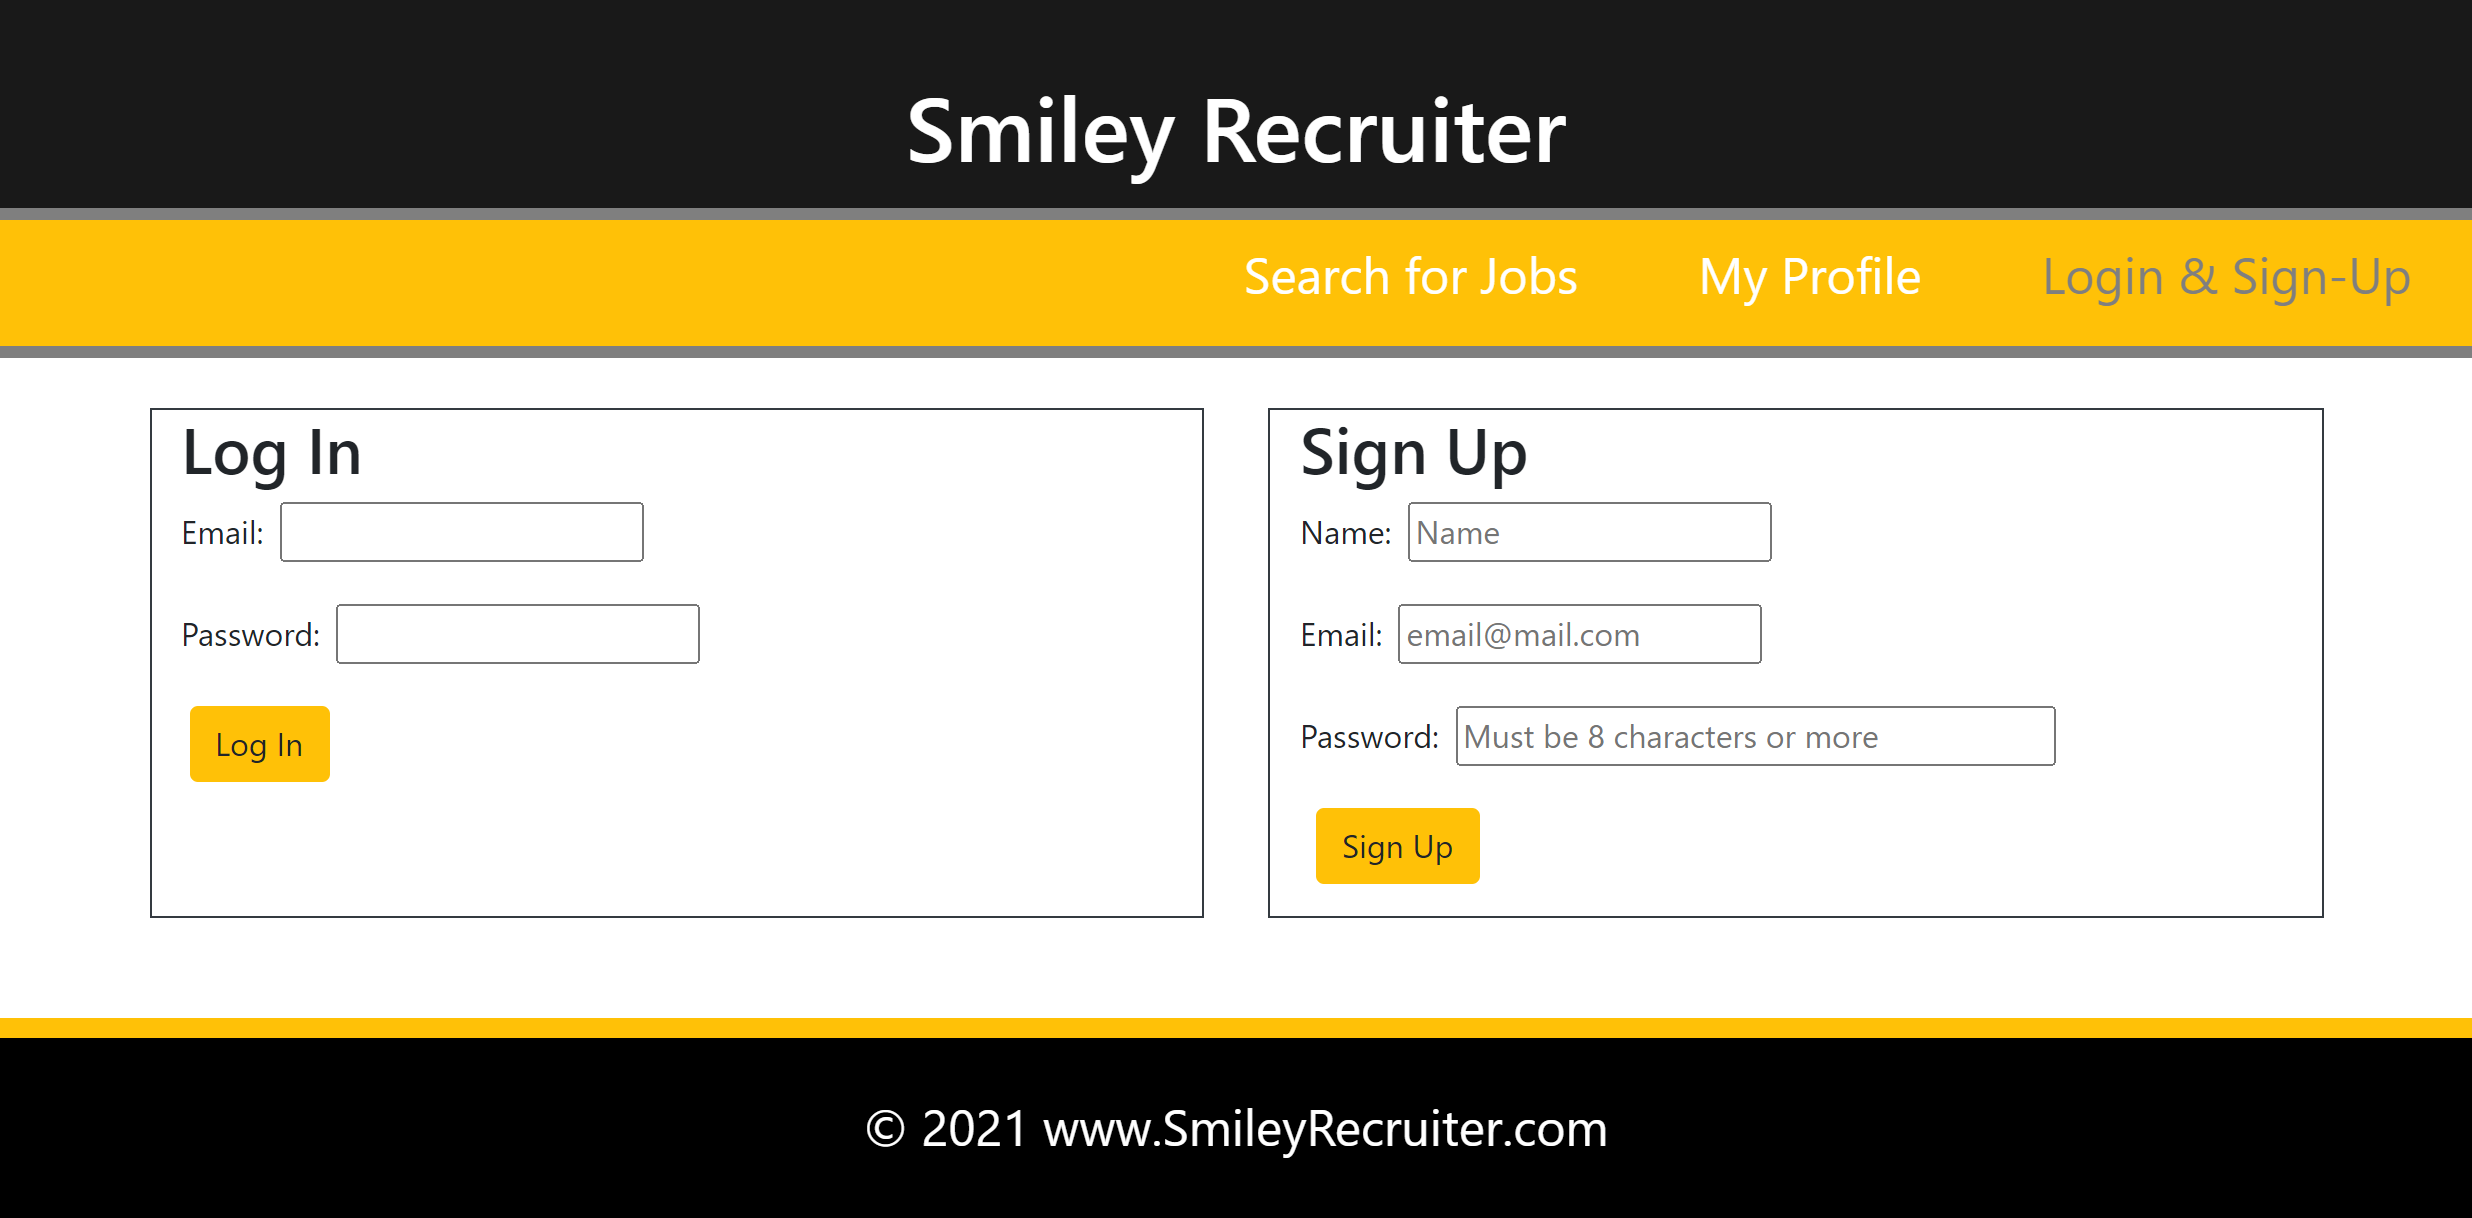 Smiley Recruiter
Search for Jobs My Profile Login & Sign-Up
Log In
Email:
Password:
Log In
Sign Up
Name: Name
Email: email@mail.com
Password: Must be 8 characters or more
Sign Up
© 2021 www.SmileyRecruiter.com